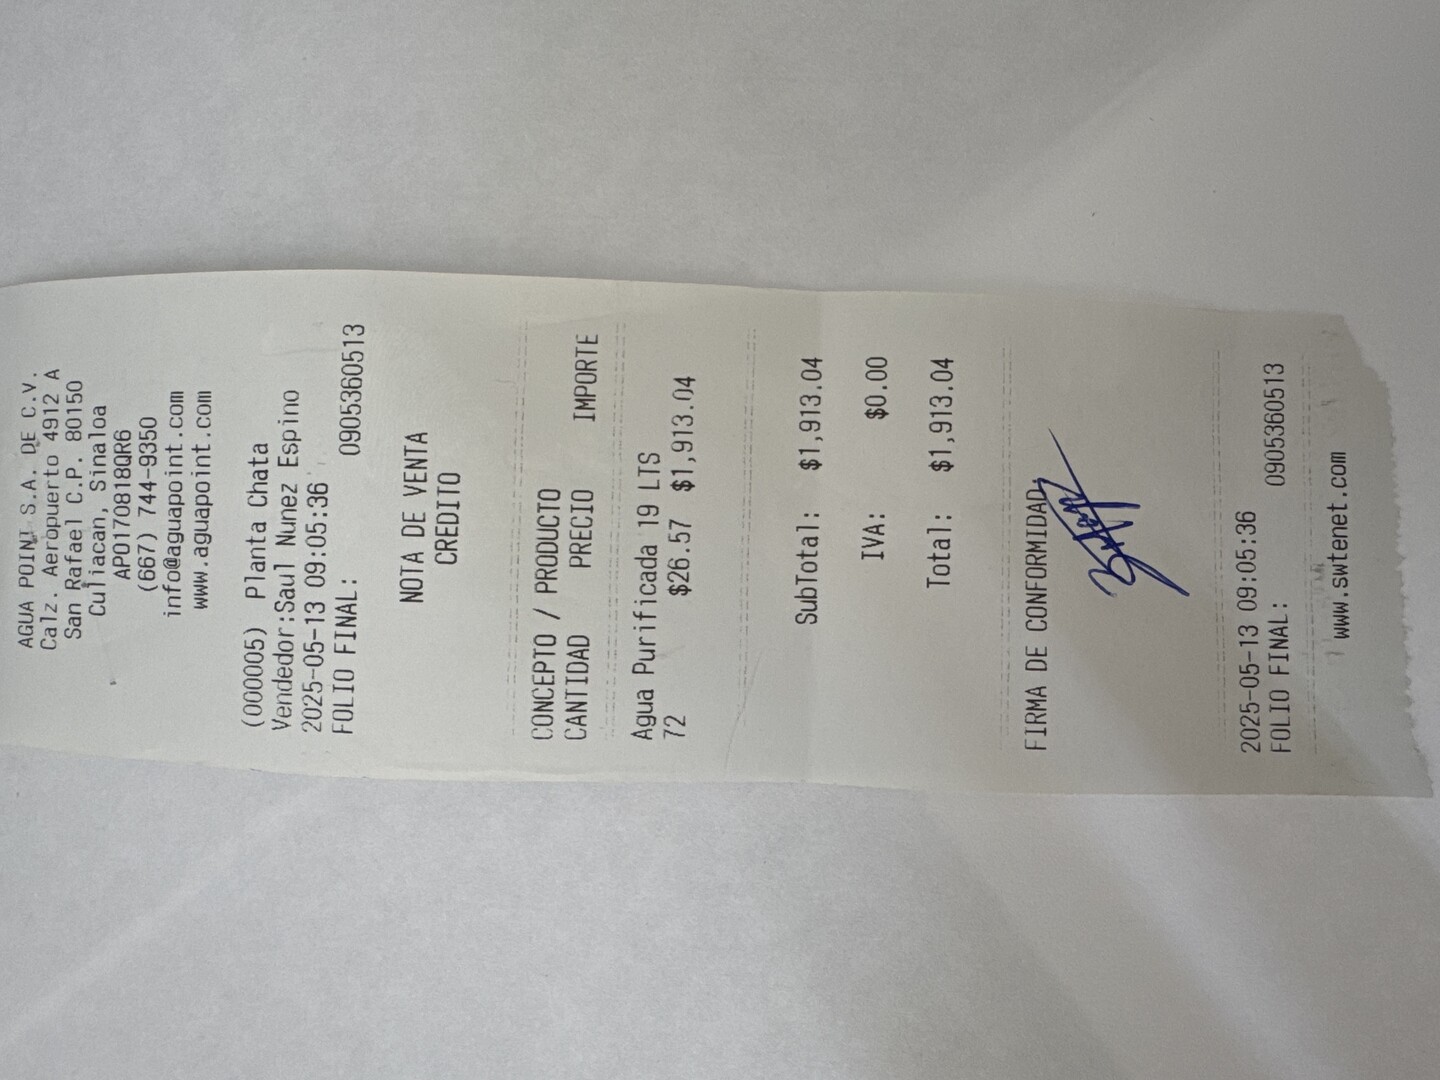 AGUA POINT S.A. DE C.V.
Calz. Aeropuerto 4912 A
San Rafael C.P. 80150
Culiacan, Sinaloa
APO170818QR6
(667) 744-9350
info@aguapoint.com
www.aguapoint.com
(000005) Planta Chata
Vendedor:Saul Nunez Espino
2025-05-13 09:05:36
FOLIO FINAL: 0905360513
NOTA DE VENTA
CREDITO
CONCEPTO / PRODUCTO
CANTIDAD PRECIO IMPORTE
Agua Purificada 19 LTS
72 $26.57 $1,913.04
SubTotal: $1,913.04
IVA: $0.00
Total: $1,913.04
FIRMA DE CONFORMIDAD
2025-05-13 09:05:36
FOLIO FINAL: 0905360513
www.swtenet.com